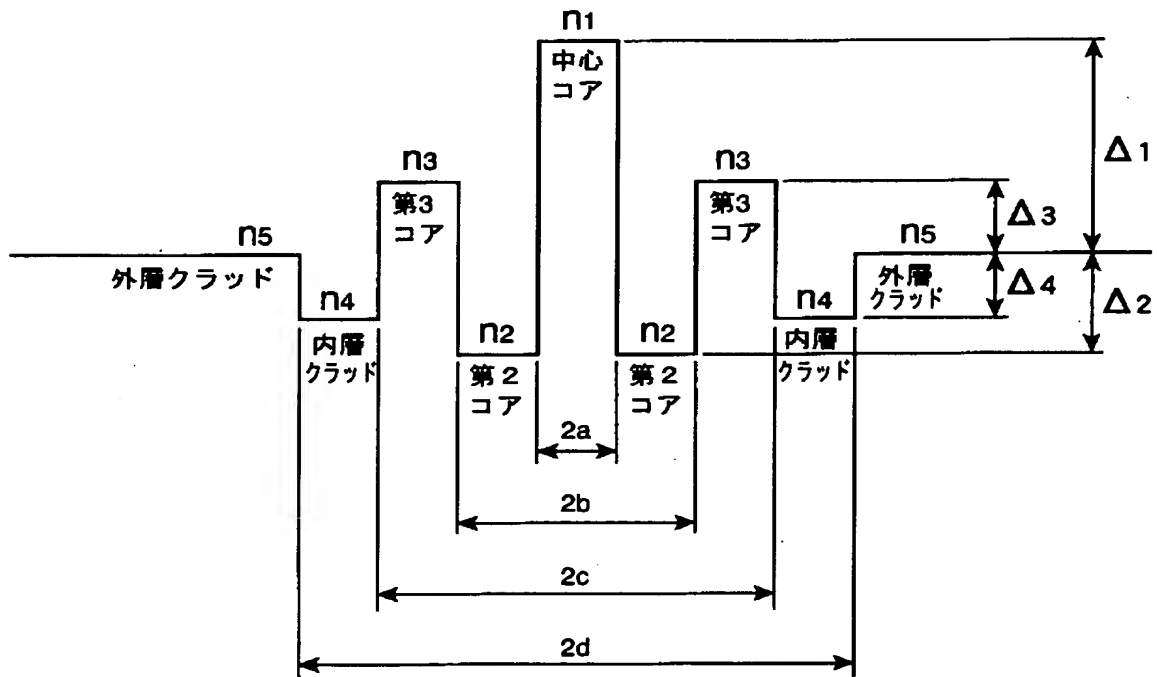 n1
中心
コア
n3
第3
コア
n3
第3
コア
Δ1
Δ3
n5
外層クラッド
n5
外層
クラッド
n4
内層
クラッド
n2
第2
コア
n2
第2
コア
n4
内層
クラッド
Δ4
Δ2
2a
2b
2c
2d